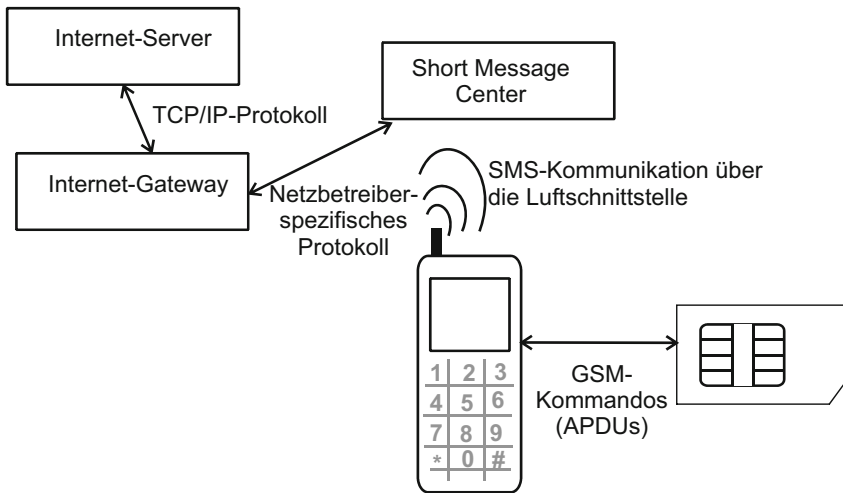 Internet-Server
Short Message
Center
TCP/IP-Protokoll
Internet-Gateway
Netzbetreiber-
spezifisches
Protokoll
SMS-Kommunikation über
die Luftschnittstelle
1 2 3
4 5 6
7 8 9
* 0 #
GSM-
Kommandos
(APDUs)